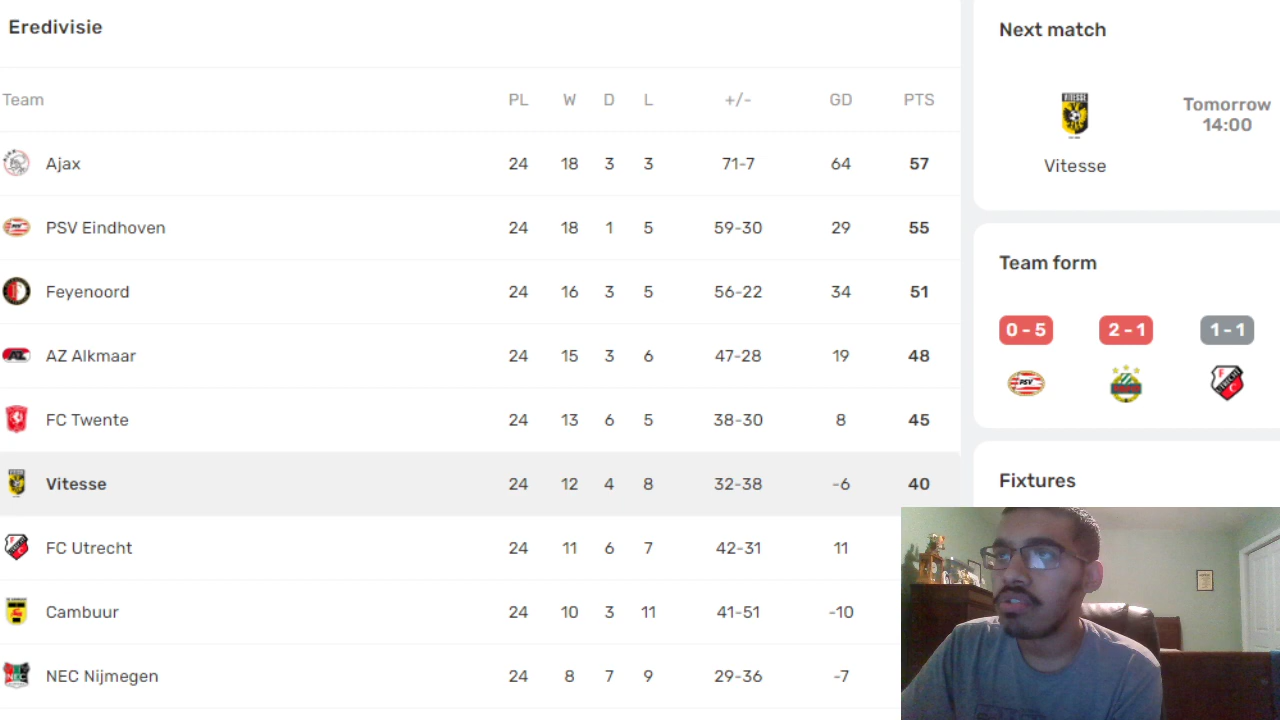 Eredivisie
Team PL W D L +/- GD PTS
Ajax 24 18 3 3 71-7 64 57
PSV Eindhoven 24 18 1 5 59-30 29 55
Feyenoord 24 16 3 5 56-22 34 51
AZ Alkmaar 24 15 3 6 47-28 19 48
FC Twente 24 13 6 5 38-30 8 45
Vitesse 24 12 4 8 32-38 -6 40
FC Utrecht 24 11 6 7 42-31 11
Cambuur 24 10 3 11 41-51 -10
NEC Nijmegen 24 8 7 9 29-36 -7
Next match
VITESSE
Tomorrow
14:00
Vitesse
Team form
0 - 5 2 - 1 1 - 1
PSV
Fixtures